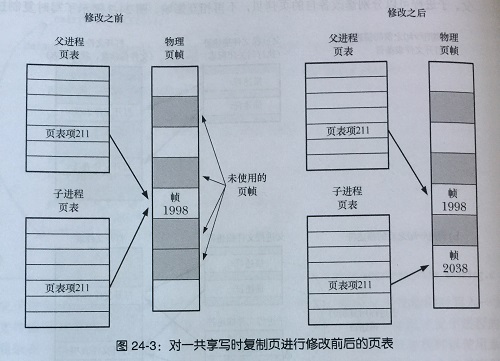 修改之前
父进程
页表
物理
页帧
页表项211
子进程
页表
帧
1998
未使用的
页帧
页表项211
修改之后
父进程
页表
物理
页帧
页表项211
子进程
页表
帧
1998
帧
2038
页表项211
图 24-3：对一共享写时复制页进行修改前后的页表